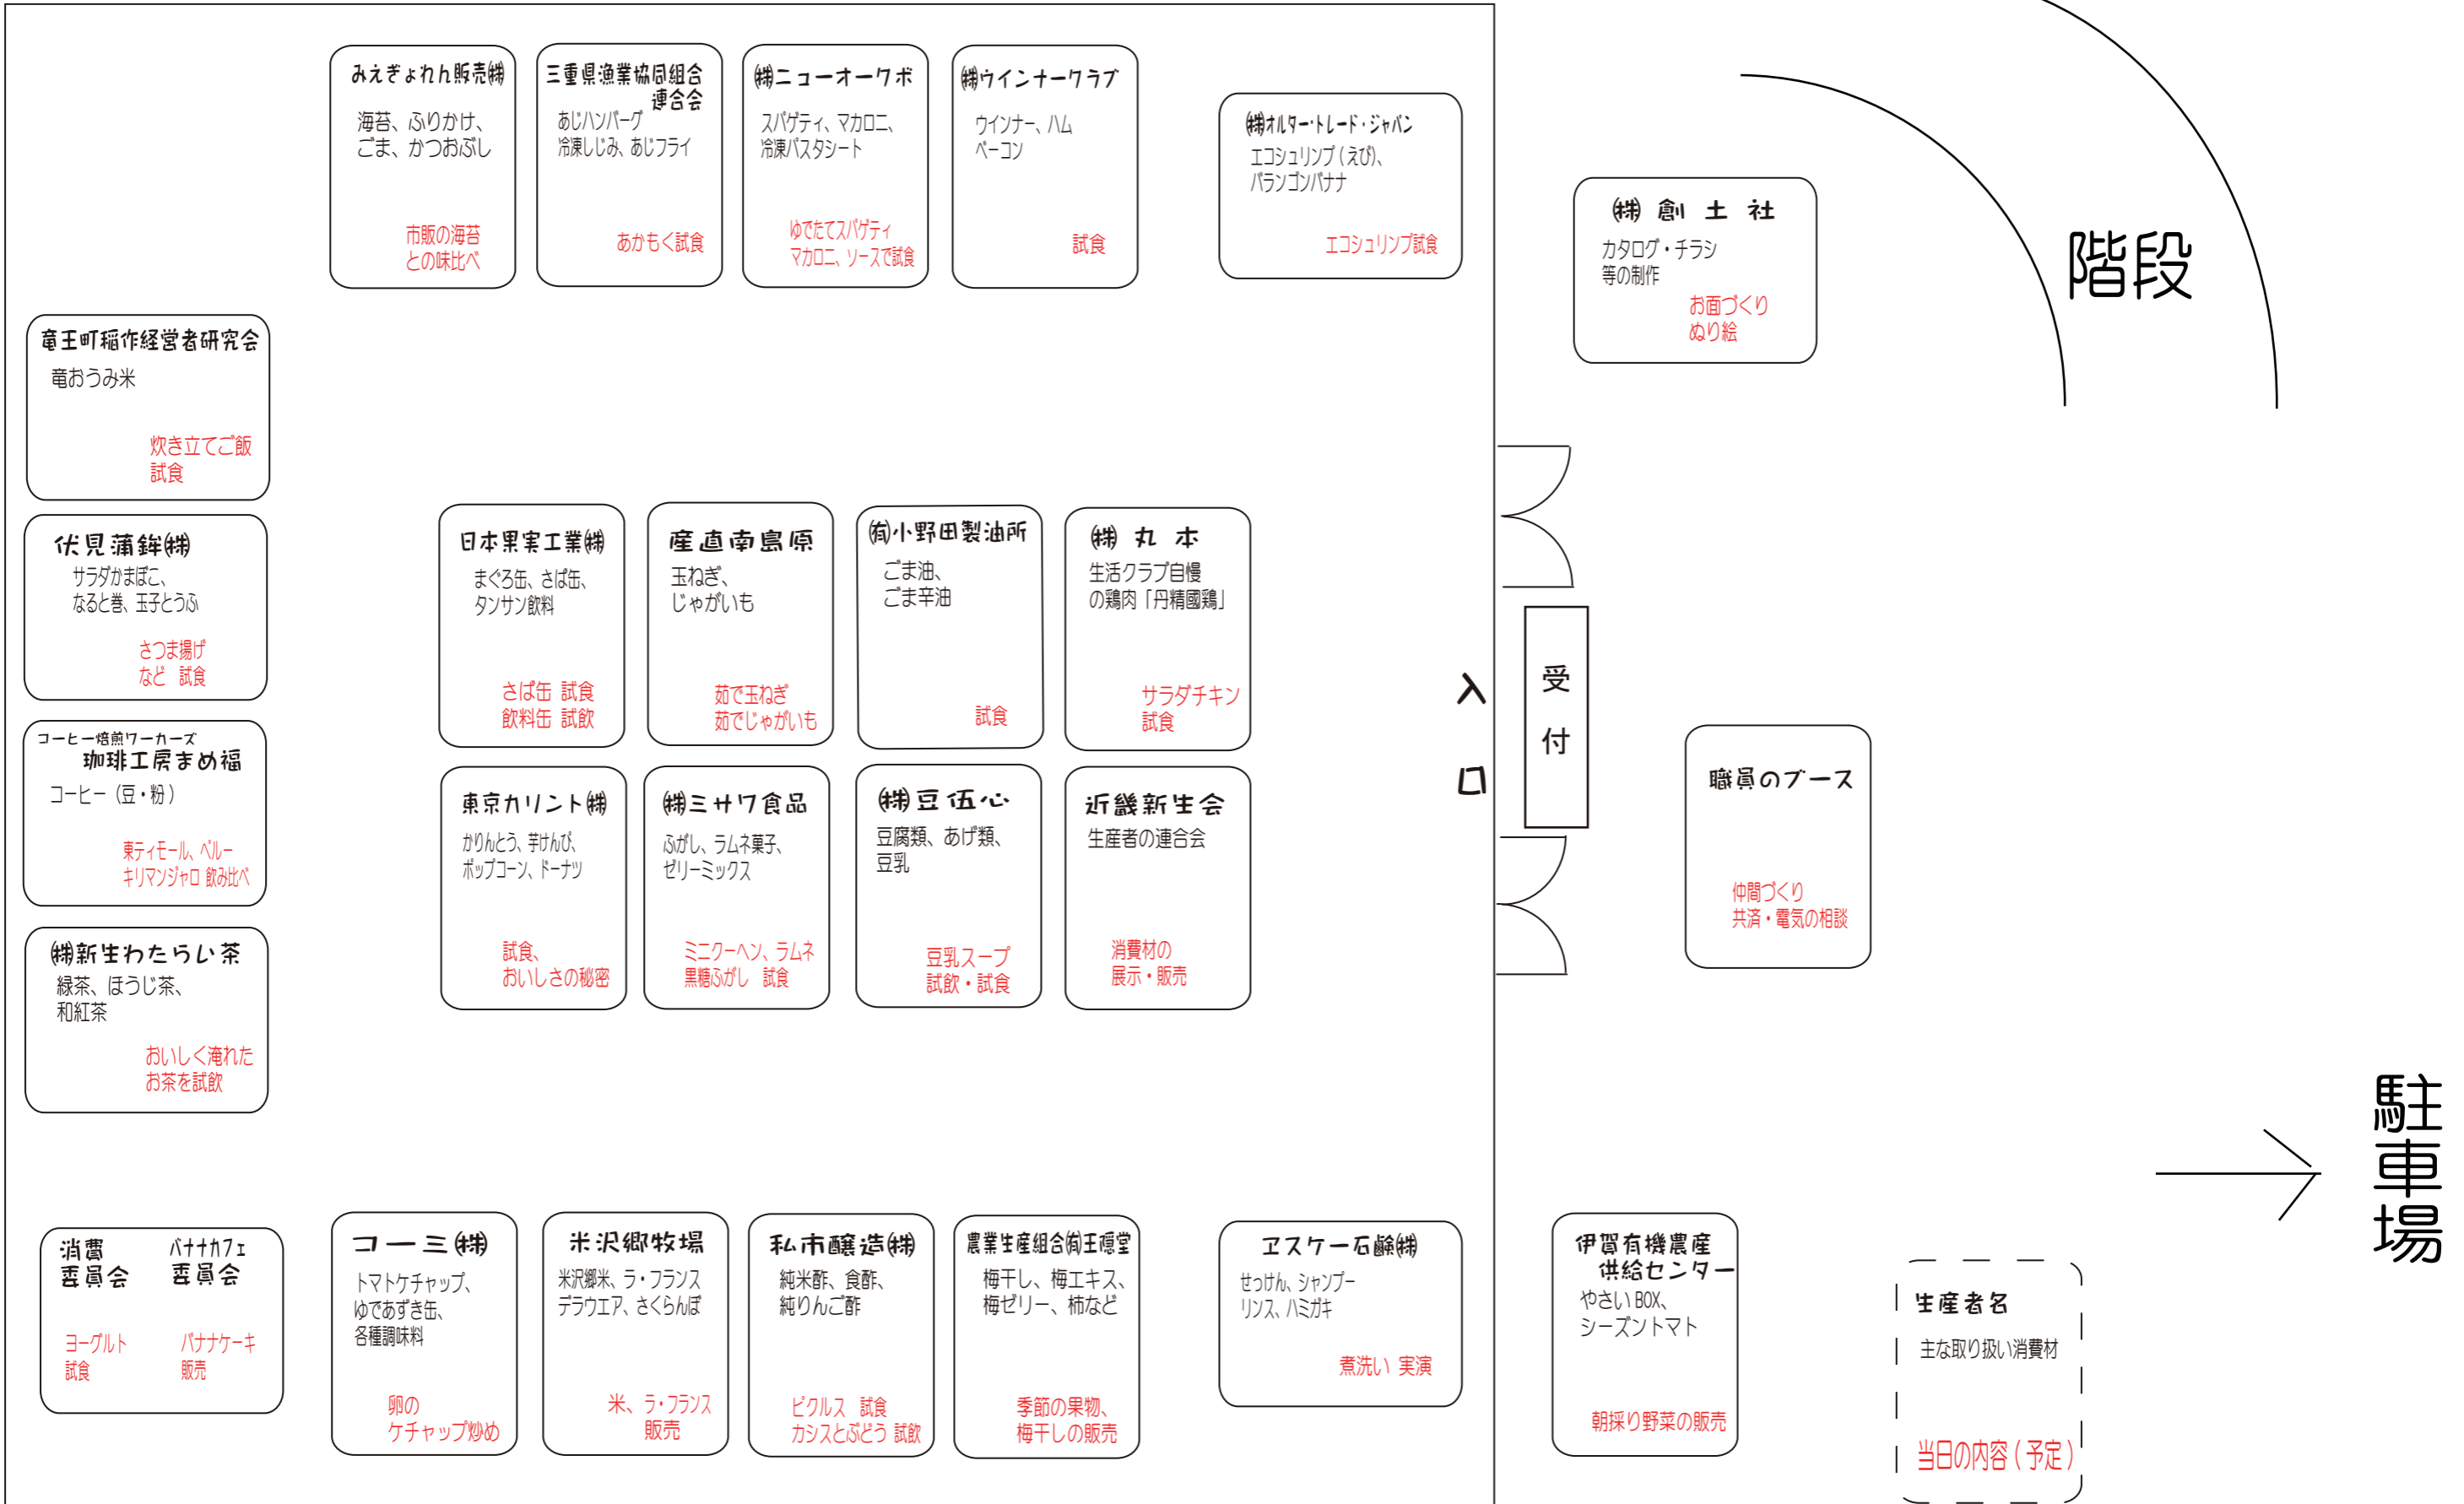 みえぎょれん販売㈱
海苔、ふりかけ、
ごま、かつおぶし
市販の海苔
との味比べ
三重県漁業協同組合
連合会
あじハンバーグ
冷凍しじみ、あじフライ
あかもく試食
㈱ニューオークボ
スパゲティ、マカロニ、
冷凍パスタシート
ゆでたてスパゲティ
マカロニ、ソースで試食
㈱ウインナークラブ
ウインナー、ハム
ベーコン
試食
㈱オルター・トレード・ジャパン
エコシュリンプ(えび)、
バランゴンバナナ
エコシュリンプ試食
㈱ 創 土 社
カタログ・チラシ
等の制作
お面づくり
ぬり絵
階段
竜王町稲作経営者研究会
竜おうみ米
炊き立てご飯
試食
伏見蒲鉾㈱
サラダかまぼこ、
なると巻、玉子とうふ
さつま揚げ
など 試食
コーヒー焙煎ワーカーズ
珈琲工房まめ福
コーヒー(豆・粉)
東ティモール、ペルー
キリマンジャロ 飲み比べ
㈱新生わたらい茶
緑茶、ほうじ茶、
和紅茶
おいしく淹れた
お茶を試飲
日本果実工業㈱
まぐろ缶、さば缶、
タンサン飲料
さば缶 試食
飲料缶 試飲
産直南島原
玉ねぎ、
じゃがいも
茹で玉ねぎ
茹でじゃがいも
㈲小野田製油所
ごま油、
ごま辛油
試食
㈱ 丸 本
生活クラブ自慢
の鶏肉「丹精國鶏」
サラダチキン
試食
東京カリント㈱
かりんとう、芋けんぴ、
ポップコーン、ドーナツ
試食、
おいしさの秘密
㈱ミサワ食品
ふがし、ラムネ菓子、
ゼリーミックス
ミニクーヘン、ラムネ
黒糖ふがし 試食
㈱豆伍心
豆腐類、あげ類、
豆乳
豆乳スープ
試飲・試食
近畿新生会
生産者の連合会
消費材の
展示・販売
入口
受付
職員のブース
仲間づくり
共済・電気の相談
駐車場
消費
委員会
ヨーグルト
試食
バナナカフェ
委員会
バナナケーキ
販売
コーミ㈱
トマトケチャップ、
ゆであずき缶、
各種調味料
卵の
ケチャップ炒め
米沢郷牧場
米沢郷米、ラ・フランス
デラウエア、さくらんぼ
米、ラ・フランス
販売
私市醸造㈱
純米酢、食酢、
純りんご酢
ピクルス 試食
カシスとぶどう 試飲
農業生産組合㈲王隠堂
梅干し、梅エキス、
梅ゼリー、柿など
季節の果物、
梅干しの販売
ヱスケー石鹸㈱
せっけん、シャンプー
リンス、ハミガキ
煮洗い 実演
伊賀有機農産
供給センター
やさいBOX、
シーズントマト
朝採り野菜の販売
生産者名
主な取り扱い消費材
当日の内容(予定)